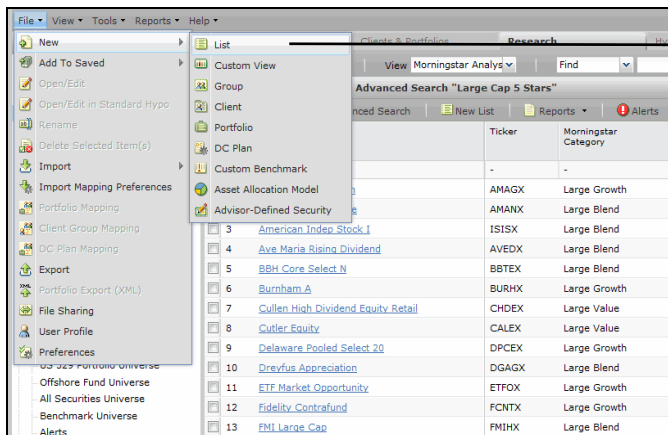 File View Tools Reports Help
New
Add To Saved
Open/Edit
Open/Edit in Standard Hypo
Rename
Delete Selected Item(s)
Import
Import Mapping Preferences
Portfolio Mapping
Client Group Mapping
DC Plan Mapping
Export
Portfolio Export (XML)
File Sharing
User Profile
Preferences
List
Custom View
Group
Client
Portfolio
DC Plan
Custom Benchmark
Asset Allocation Model
Advisor-Defined Security
Clients & Portfolios Research Hy
View Morningstar Analys Find
Advanced Search "Large Cap 5 Stars"
nced Search New List Reports Alerts
Ticker Morningstar
Category
- -
AMAGX Large Growth
AMANX Large Blend
3 American Indep Stock I ISISX Large Blend
4 Ave Maria Rising Dividend AVEDX Large Blend
5 BBH Core Select N BBTEX Large Blend
6 Burnham A BURHX Large Growth
7 Cullen High Dividend Equity Retail CHDEX Large Value
8 Cutler Equity CALEX Large Value
9 Delaware Pooled Select 20 DPCEX Large Growth
10 Dreyfus Appreciation DGAGX Large Blend
11 ETF Market Opportunity ETFOX Large Growth
12 Fidelity Contrafund FCNTX Large Growth
13 FMI Large Cap FMIHX Large Blend
US 529 Portfolio Universe
Offshore Fund Universe
All Securities Universe
Benchmark Universe
Alerts